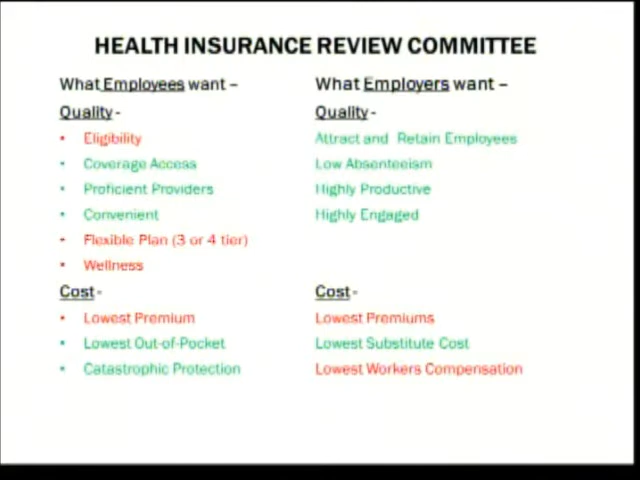 HEALTH INSURANCE REVIEW COMMITTEE
What Employees want –
Quality -
• Eligibility
• Coverage Access
• Proficient Providers
• Convenient
• Flexible Plan (3 or 4 tier)
• Wellness
Cost -
• Lowest Premium
• Lowest Out-of-Pocket
• Catastrophic Protection
What Employers want –
Quality -
Attract and Retain Employees
Low Absenteeism
Highly Productive
Highly Engaged
Cost -
Lowest Premiums
Lowest Substitute Cost
Lowest Workers Compensation